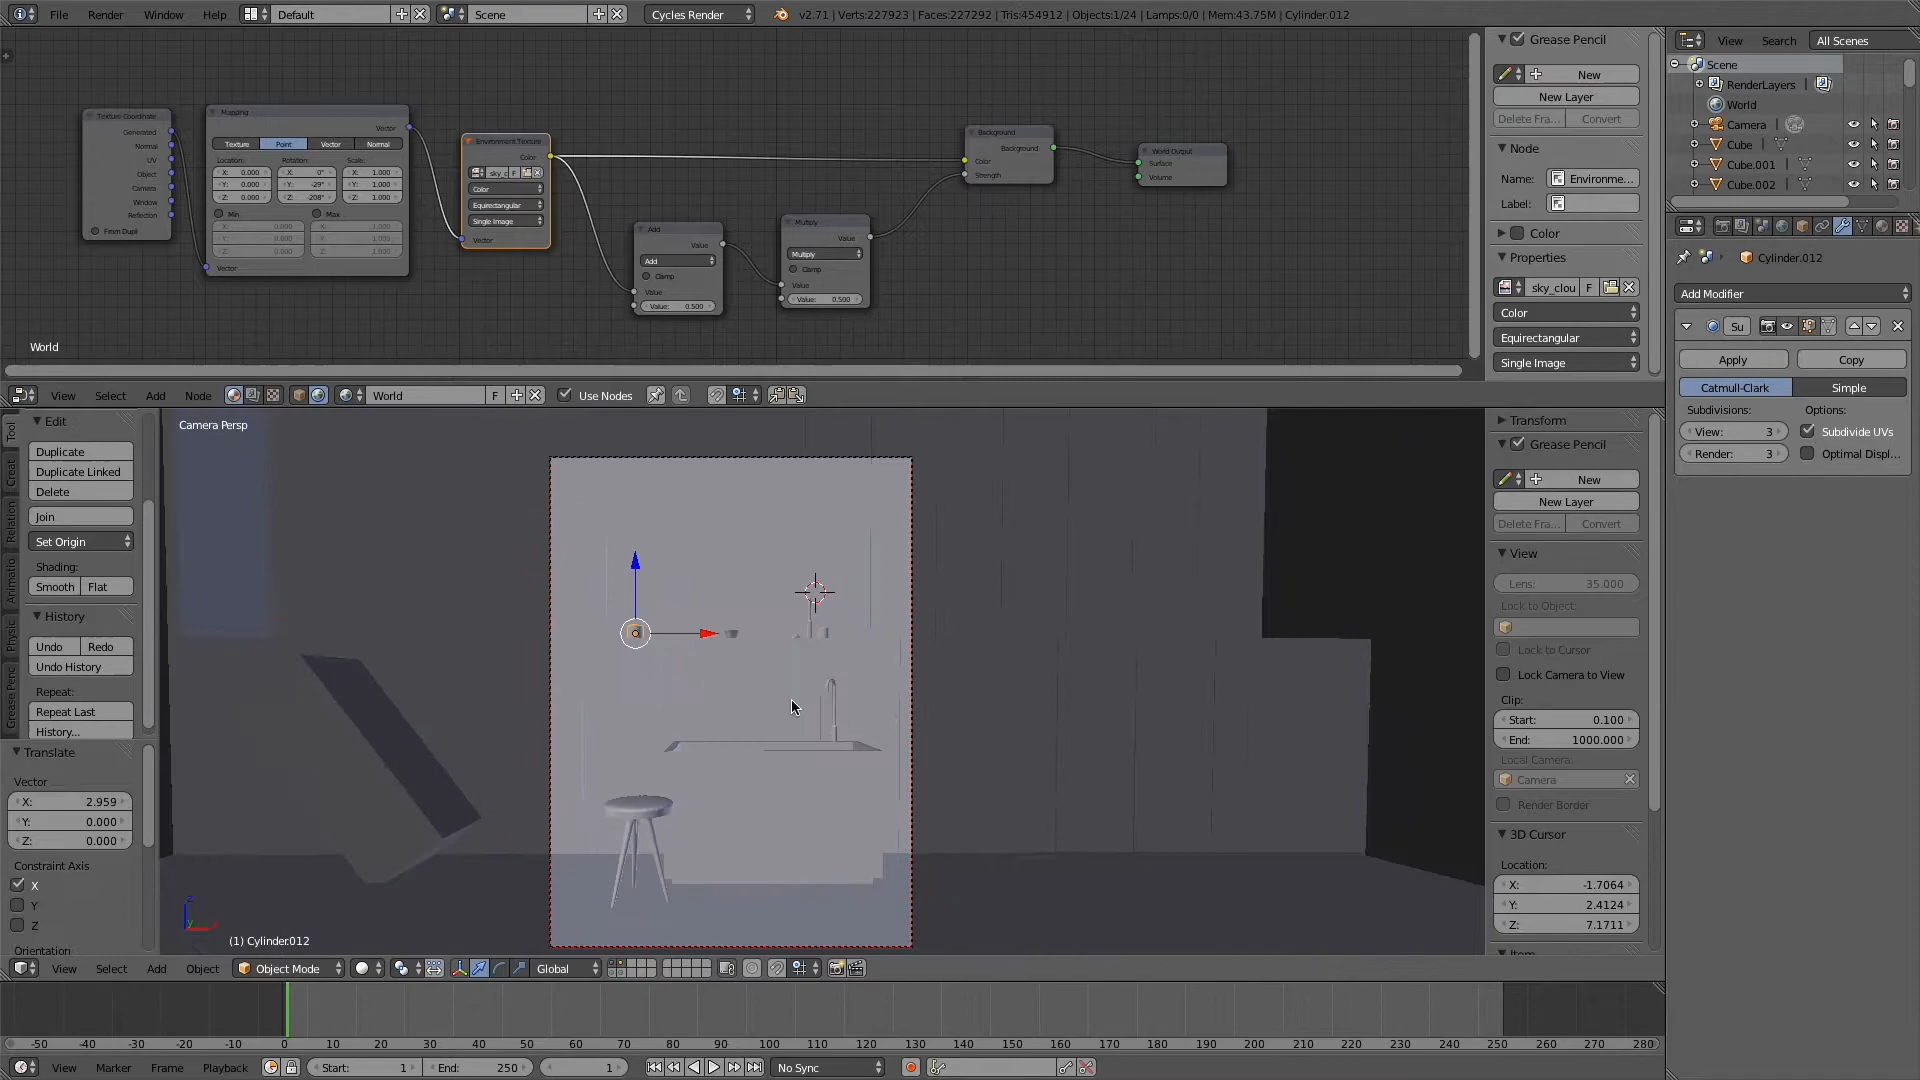 File Render Window Help Default Scene Cycles Render v2.71 | Verts:227923 | Faces:227292 | Tris:454912 | Objects:1/24 | Lamps:0/0 | Mem:43.75M | Cylinder.012
View Search All Scenes
Scene
RenderLayers
World
Camera
Cube
Cube.001
Cube.002
Texture Coordinate
Generated
Normal
UV
Object
Camera
Window
Reflection
From Dupli
Mapping
Vector
Texture Point Vector Normal
Location: Rotation: Scale:
X: 0.000 X: 0° X: 1.000
Y: 0.000 Y: -29° Y: 1.000
Z: 0.000 Z: -208° Z: 1.000
Min Max
X: 0.000 X: 1.000
Y: 0.000 Y: 1.000
Z: 0.000 Z: 1.000
Vector
Environment Texture
Color
sky_c F
Color
Equirectangular
Single Image
Vector
Add
Value
Add
Clamp
Value
Value: 0.500
Multiply
Value
Multiply
Clamp
Value
Value: 0.500
Background
Background
Color
Strength
World Output
Surface
Volume
World
Grease Pencil
New
New Layer
Delete Fra... Convert
Node
Name: Environme...
Label:
Color
Properties
sky_clou F
Color
Equirectangular
Single Image
Cylinder.012
Add Modifier
Su
Apply Copy
Catmull-Clark Simple
Subdivisions: Options:
View: 3 Subdivide UVs
Render: 3 Optimal Displ...
View Select Add Node World F Use Nodes
Tool
Creat
Relation
Animatio
Physic
Grease Penc
Edit
Duplicate
Duplicate Linked
Delete
Join
Set Origin
Shading:
Smooth Flat
History
Undo Redo
Undo History
Repeat:
Repeat Last
History...
Translate
Vector
X: 2.959
Y: 0.000
Z: 0.000
Constraint Axis
X
Y
Z
Orientation
Camera Persp
(1) Cylinder.012
Transform
Grease Pencil
New
New Layer
Delete Fra... Convert
View
Lens: 35.000
Lock to Object:
Lock to Cursor
Lock Camera to View
Clip:
Start: 0.100
End: 1000.000
Local Camera:
Camera
Render Border
3D Cursor
Location:
X: -1.7064
Y: 2.4124
Z: 7.1711
Item
View Select Add Object Object Mode Global
-50 -40 -30 -20 -10 0 10 20 30 40 50 60 70 80 90 100 110 120 130 140 150 160 170 180 190 200 210 220 230 240 250 260 270 280
View Marker Frame Playback Start: 1 End: 250 1 No Sync